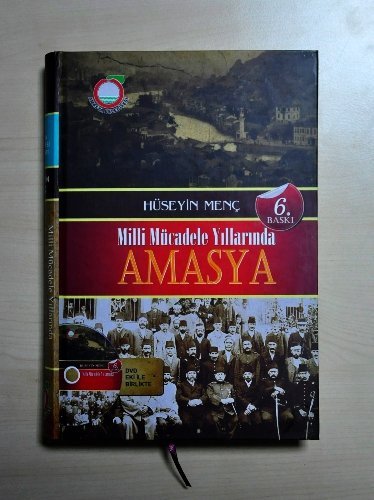 HÜSEYİN MENÇ
6.
BASKI
Milli Mücadele Yıllarında
AMASYA
DVD
EKİ İLE
BİRLİKTE
Milli Mücadele Yıllarında